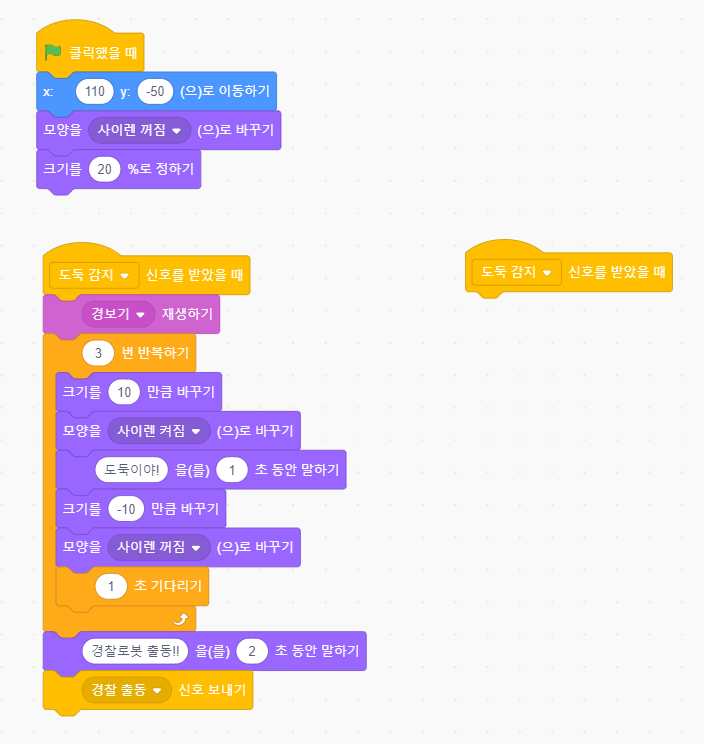 클릭했을 때
x: 110 y: -50 (으)로 이동하기
모양을 사이렌 꺼짐 (으)로 바꾸기
크기를 20 %로 정하기
도둑 감지 신호를 받았을 때
경보기 재생하기
3 번 반복하기
크기를 10 만큼 바꾸기
모양을 사이렌 켜짐 (으)로 바꾸기
도둑이야! 을(를) 1 초 동안 말하기
크기를 -10 만큼 바꾸기
모양을 사이렌 꺼짐 (으)로 바꾸기
1 초 기다리기
경찰로봇 출동!! 을(를) 2 초 동안 말하기
경찰 출동 신호 보내기
도둑 감지 신호를 받았을 때